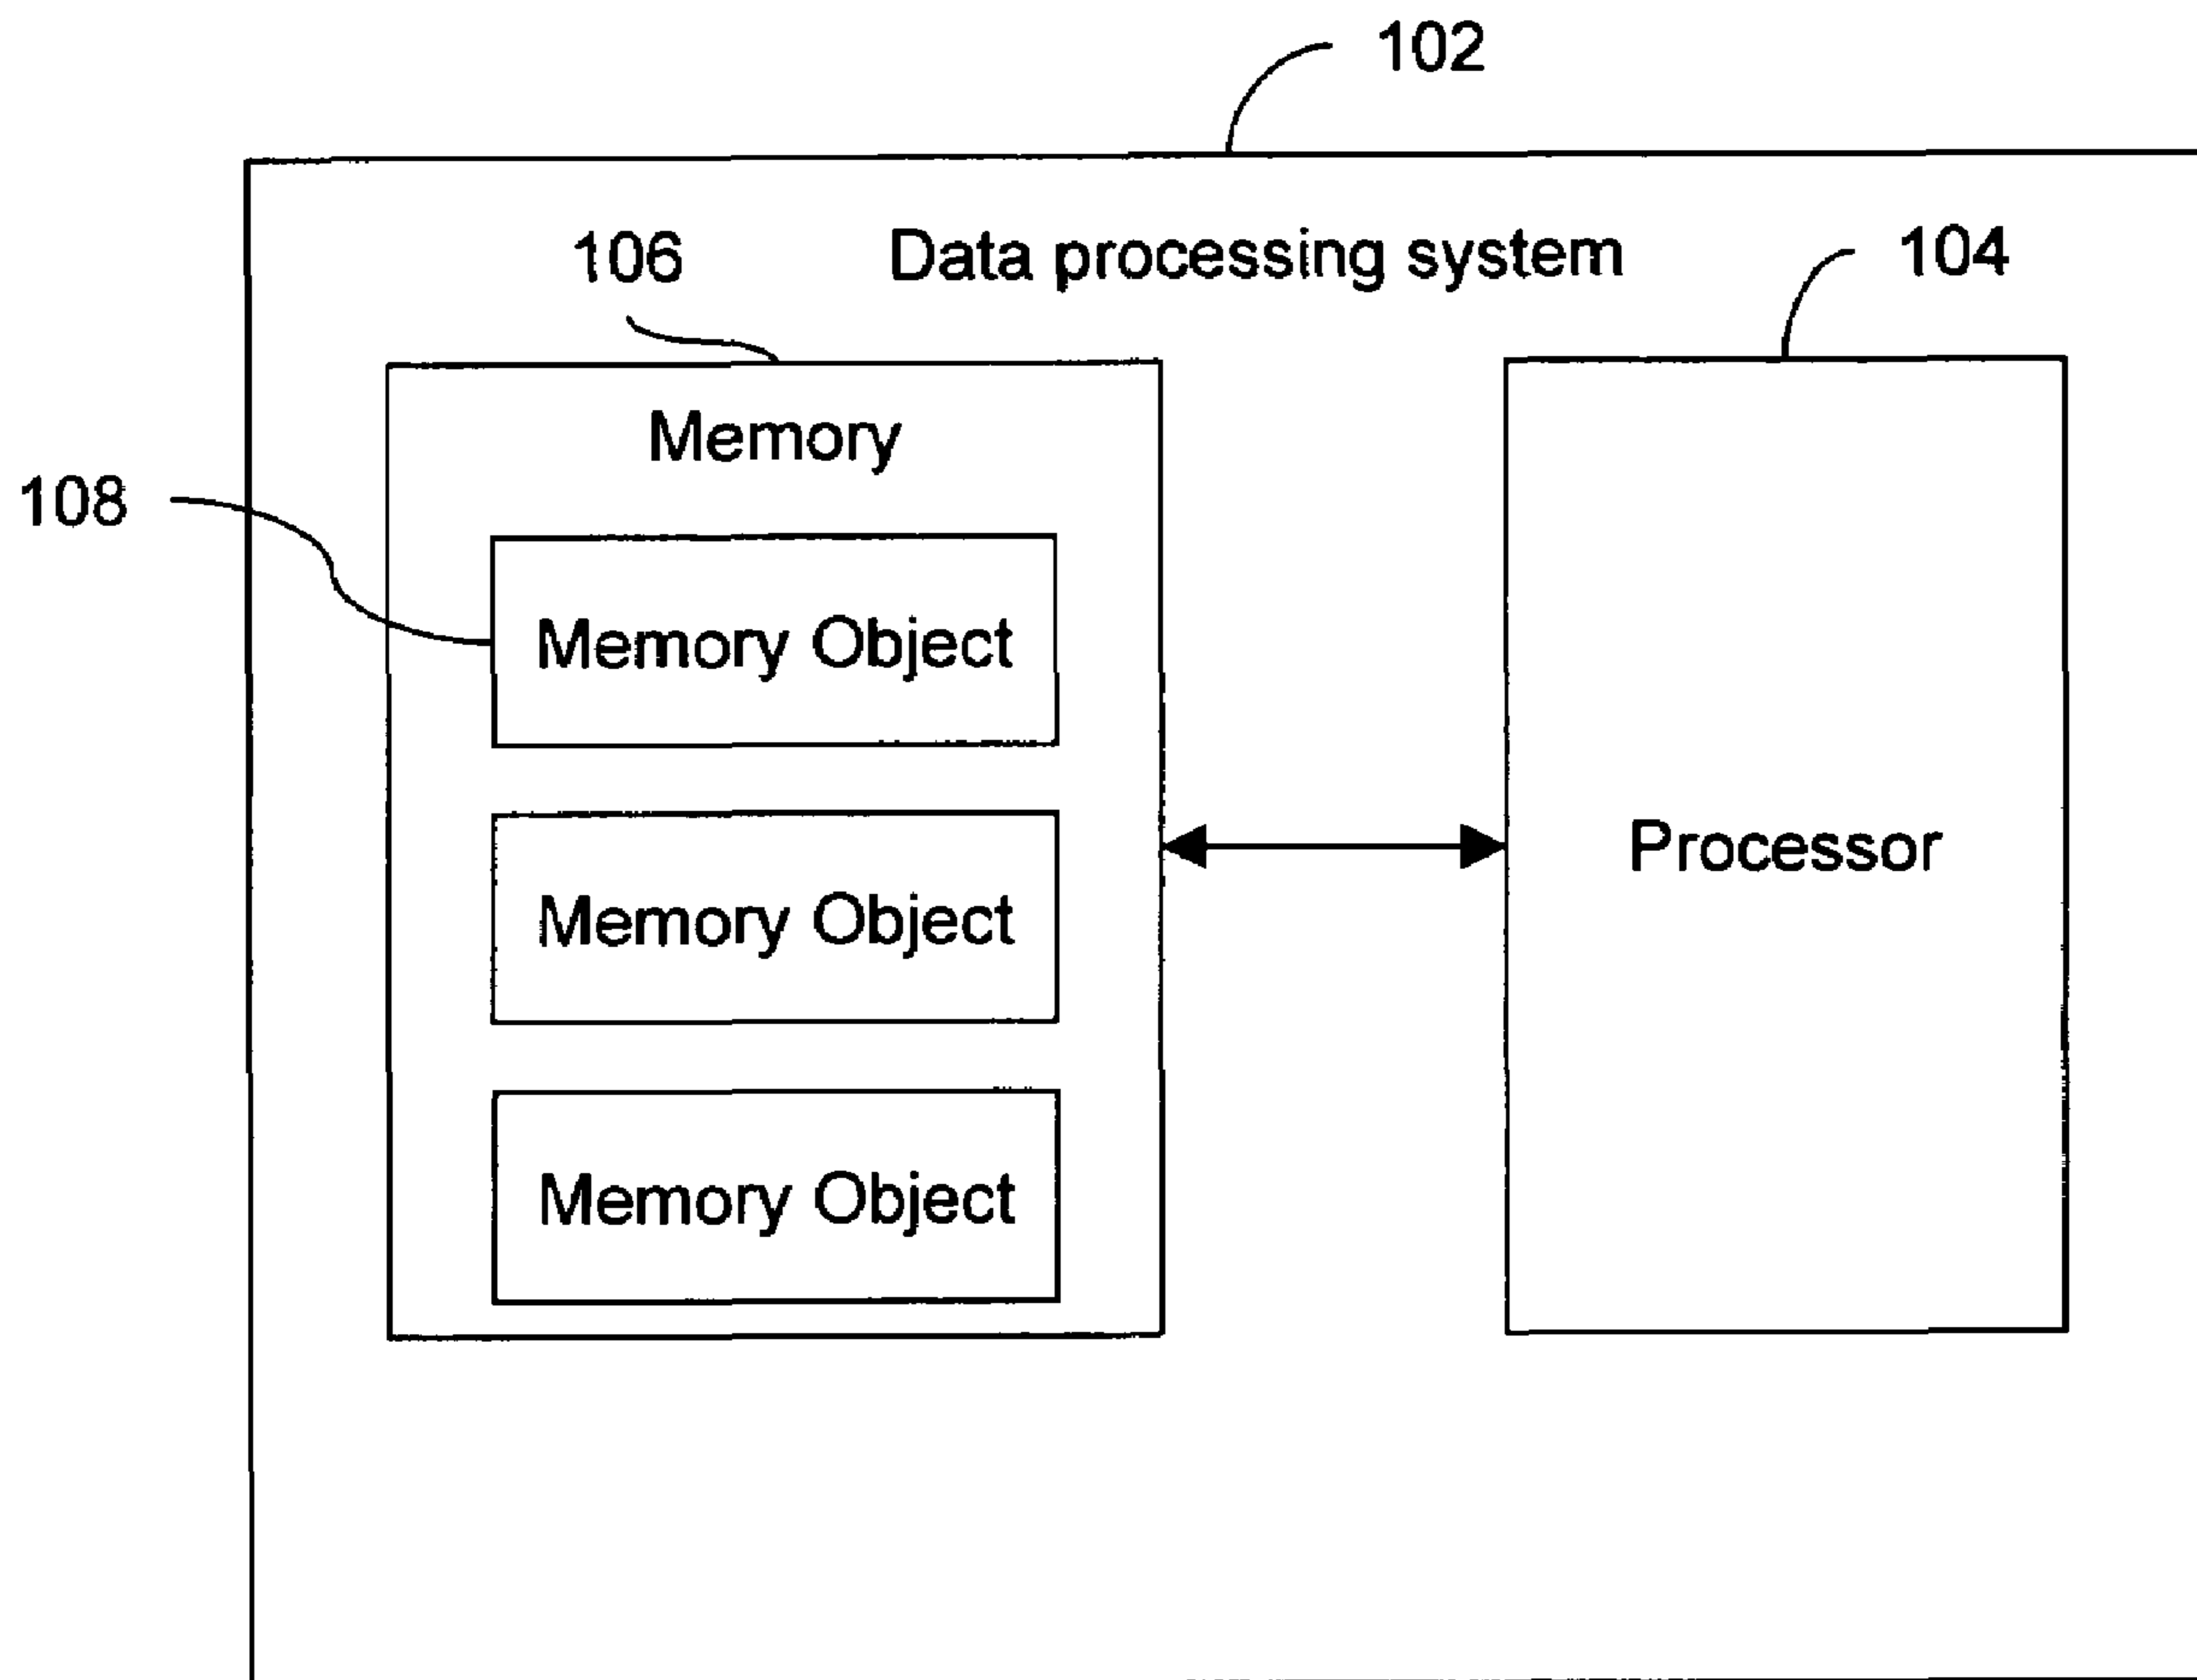 102
106
Data processing system
104
Memory
108
Memory Object
Memory Object
Processor
Memory Object